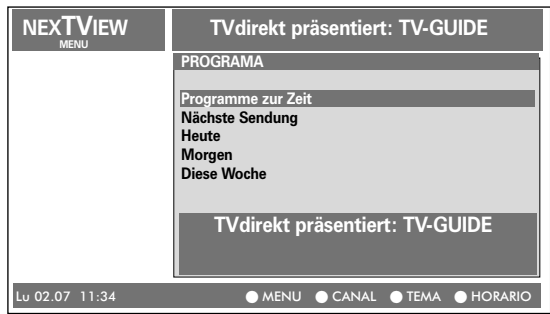 NEXTVIEW
MENU
TVdirekt präsentiert: TV-GUIDE
PROGRAMA
Programme zur Zeit
Nächste Sendung
Heute
Morgen
Diese Woche
TVdirekt präsentiert: TV-GUIDE
Lu 02.07 11:34
MENU CANAL TEMA HORARIO